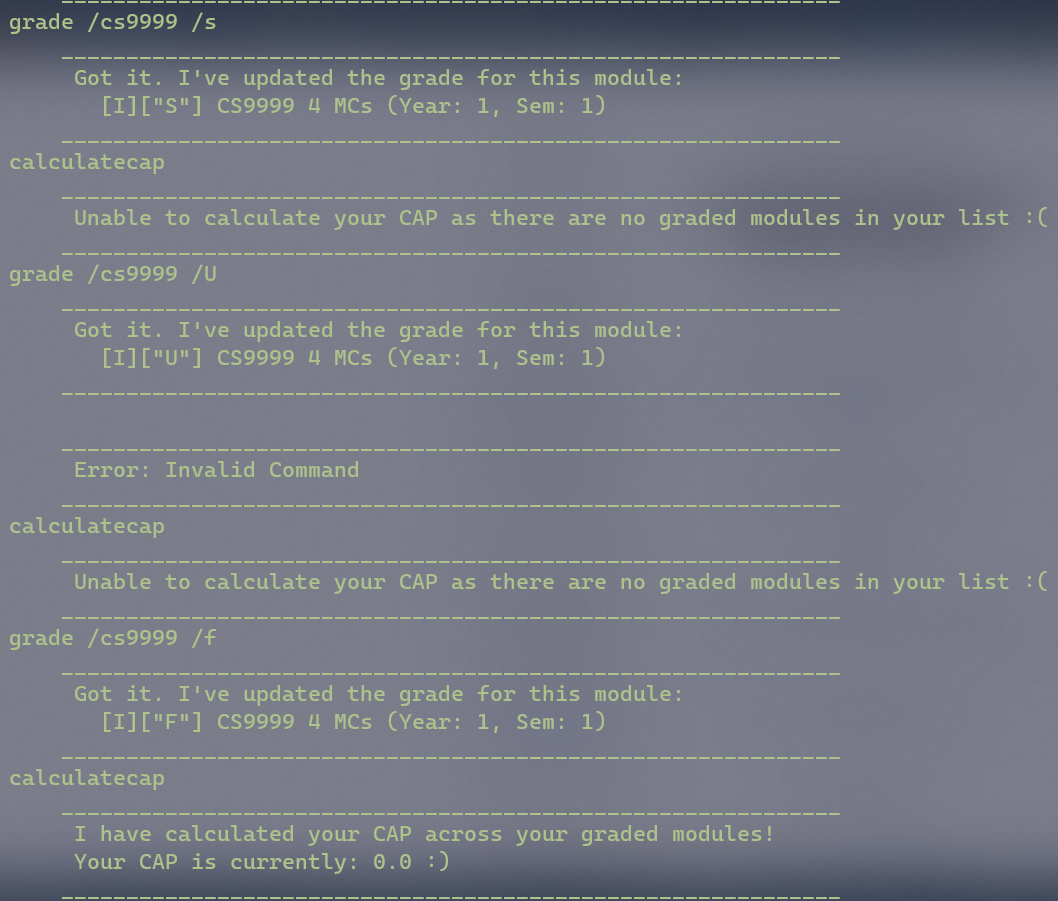 ____________________________________________________________
grade /cs9999 /s
____________________________________________________________
Got it. I've updated the grade for this module:
[I]["S"] CS9999 4 MCs (Year: 1, Sem: 1)
____________________________________________________________
calculatecap
____________________________________________________________
Unable to calculate your CAP as there are no graded modules in your list :(
____________________________________________________________
grade /cs9999 /U
____________________________________________________________
Got it. I've updated the grade for this module:
[I]["U"] CS9999 4 MCs (Year: 1, Sem: 1)
____________________________________________________________
____________________________________________________________
Error: Invalid Command
____________________________________________________________
calculatecap
____________________________________________________________
Unable to calculate your CAP as there are no graded modules in your list :(
____________________________________________________________
grade /cs9999 /f
____________________________________________________________
Got it. I've updated the grade for this module:
[I]["F"] CS9999 4 MCs (Year: 1, Sem: 1)
____________________________________________________________
calculatecap
____________________________________________________________
I have calculated your CAP across your graded modules!
Your CAP is currently: 0.0 :)
____________________________________________________________